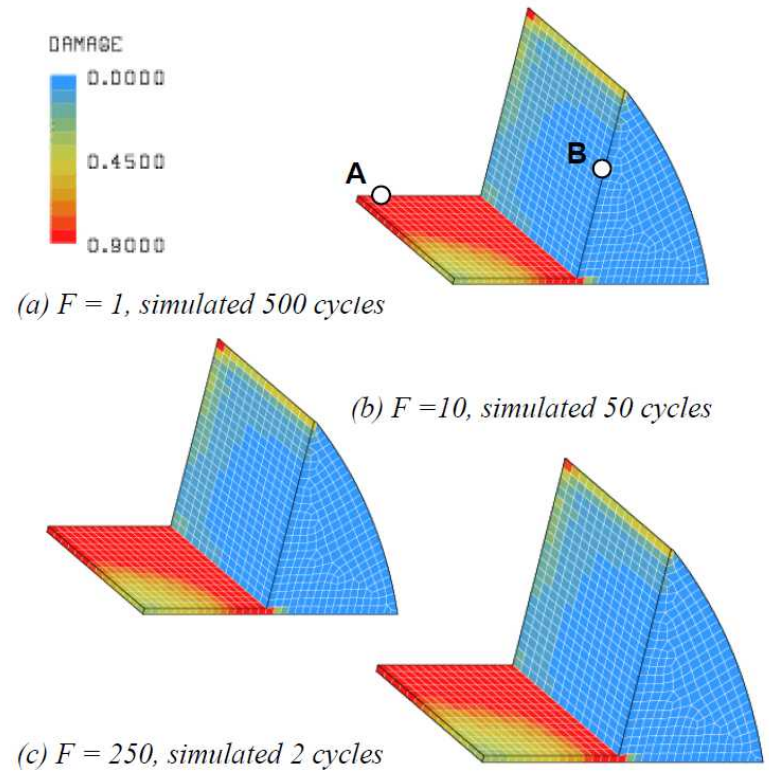 DAMAGE
0.0000
0.4500
0.9000
A
B
(a) F = 1, simulated 500 cycles
(b) F =10, simulated 50 cycles
(c) F = 250, simulated 2 cycles